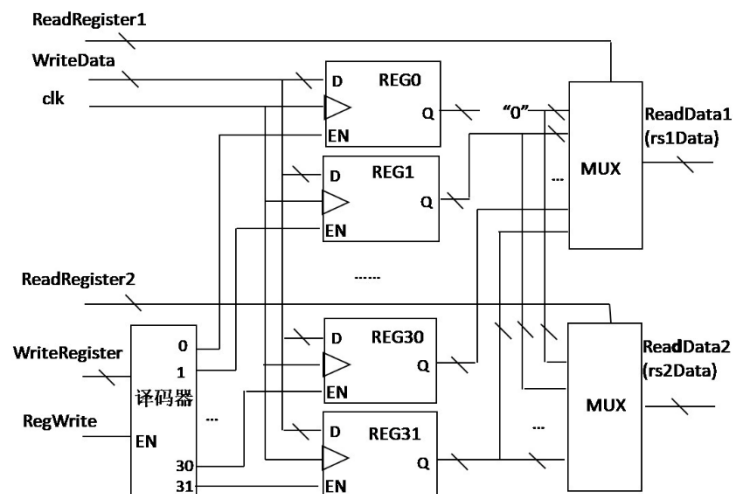 ReadRegister1
WriteData
clk
D
REG0
Q
EN
"0"
ReadData1
(rs1Data)
MUX
...
D
REG1
Q
EN
......
ReadRegister2
WriteRegister
RegWrite
0
1
译码器
...
EN
30
31
D
REG30
Q
EN
D
REG31
Q
EN
ReadData2
(rs2Data)
MUX
...